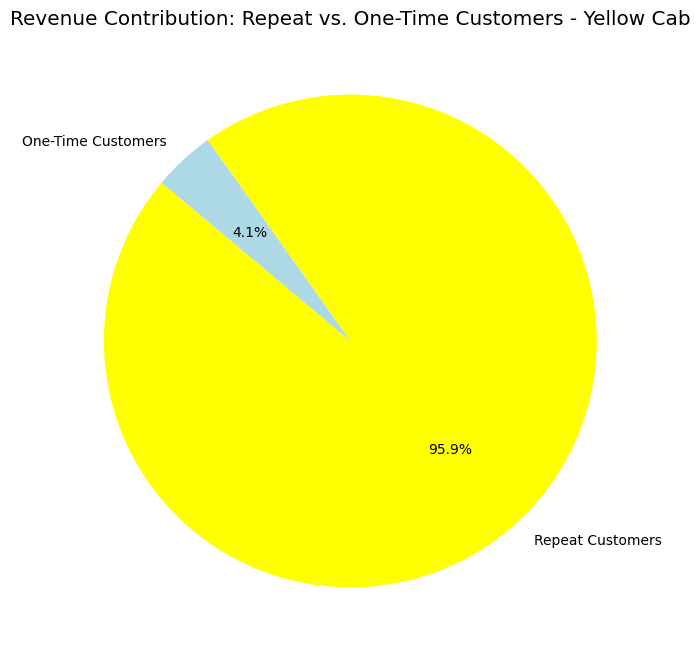 Revenue Contribution: Repeat vs. One-Time Customers - Yellow Cab
One-Time Customers
4.1%
95.9%
Repeat Customers